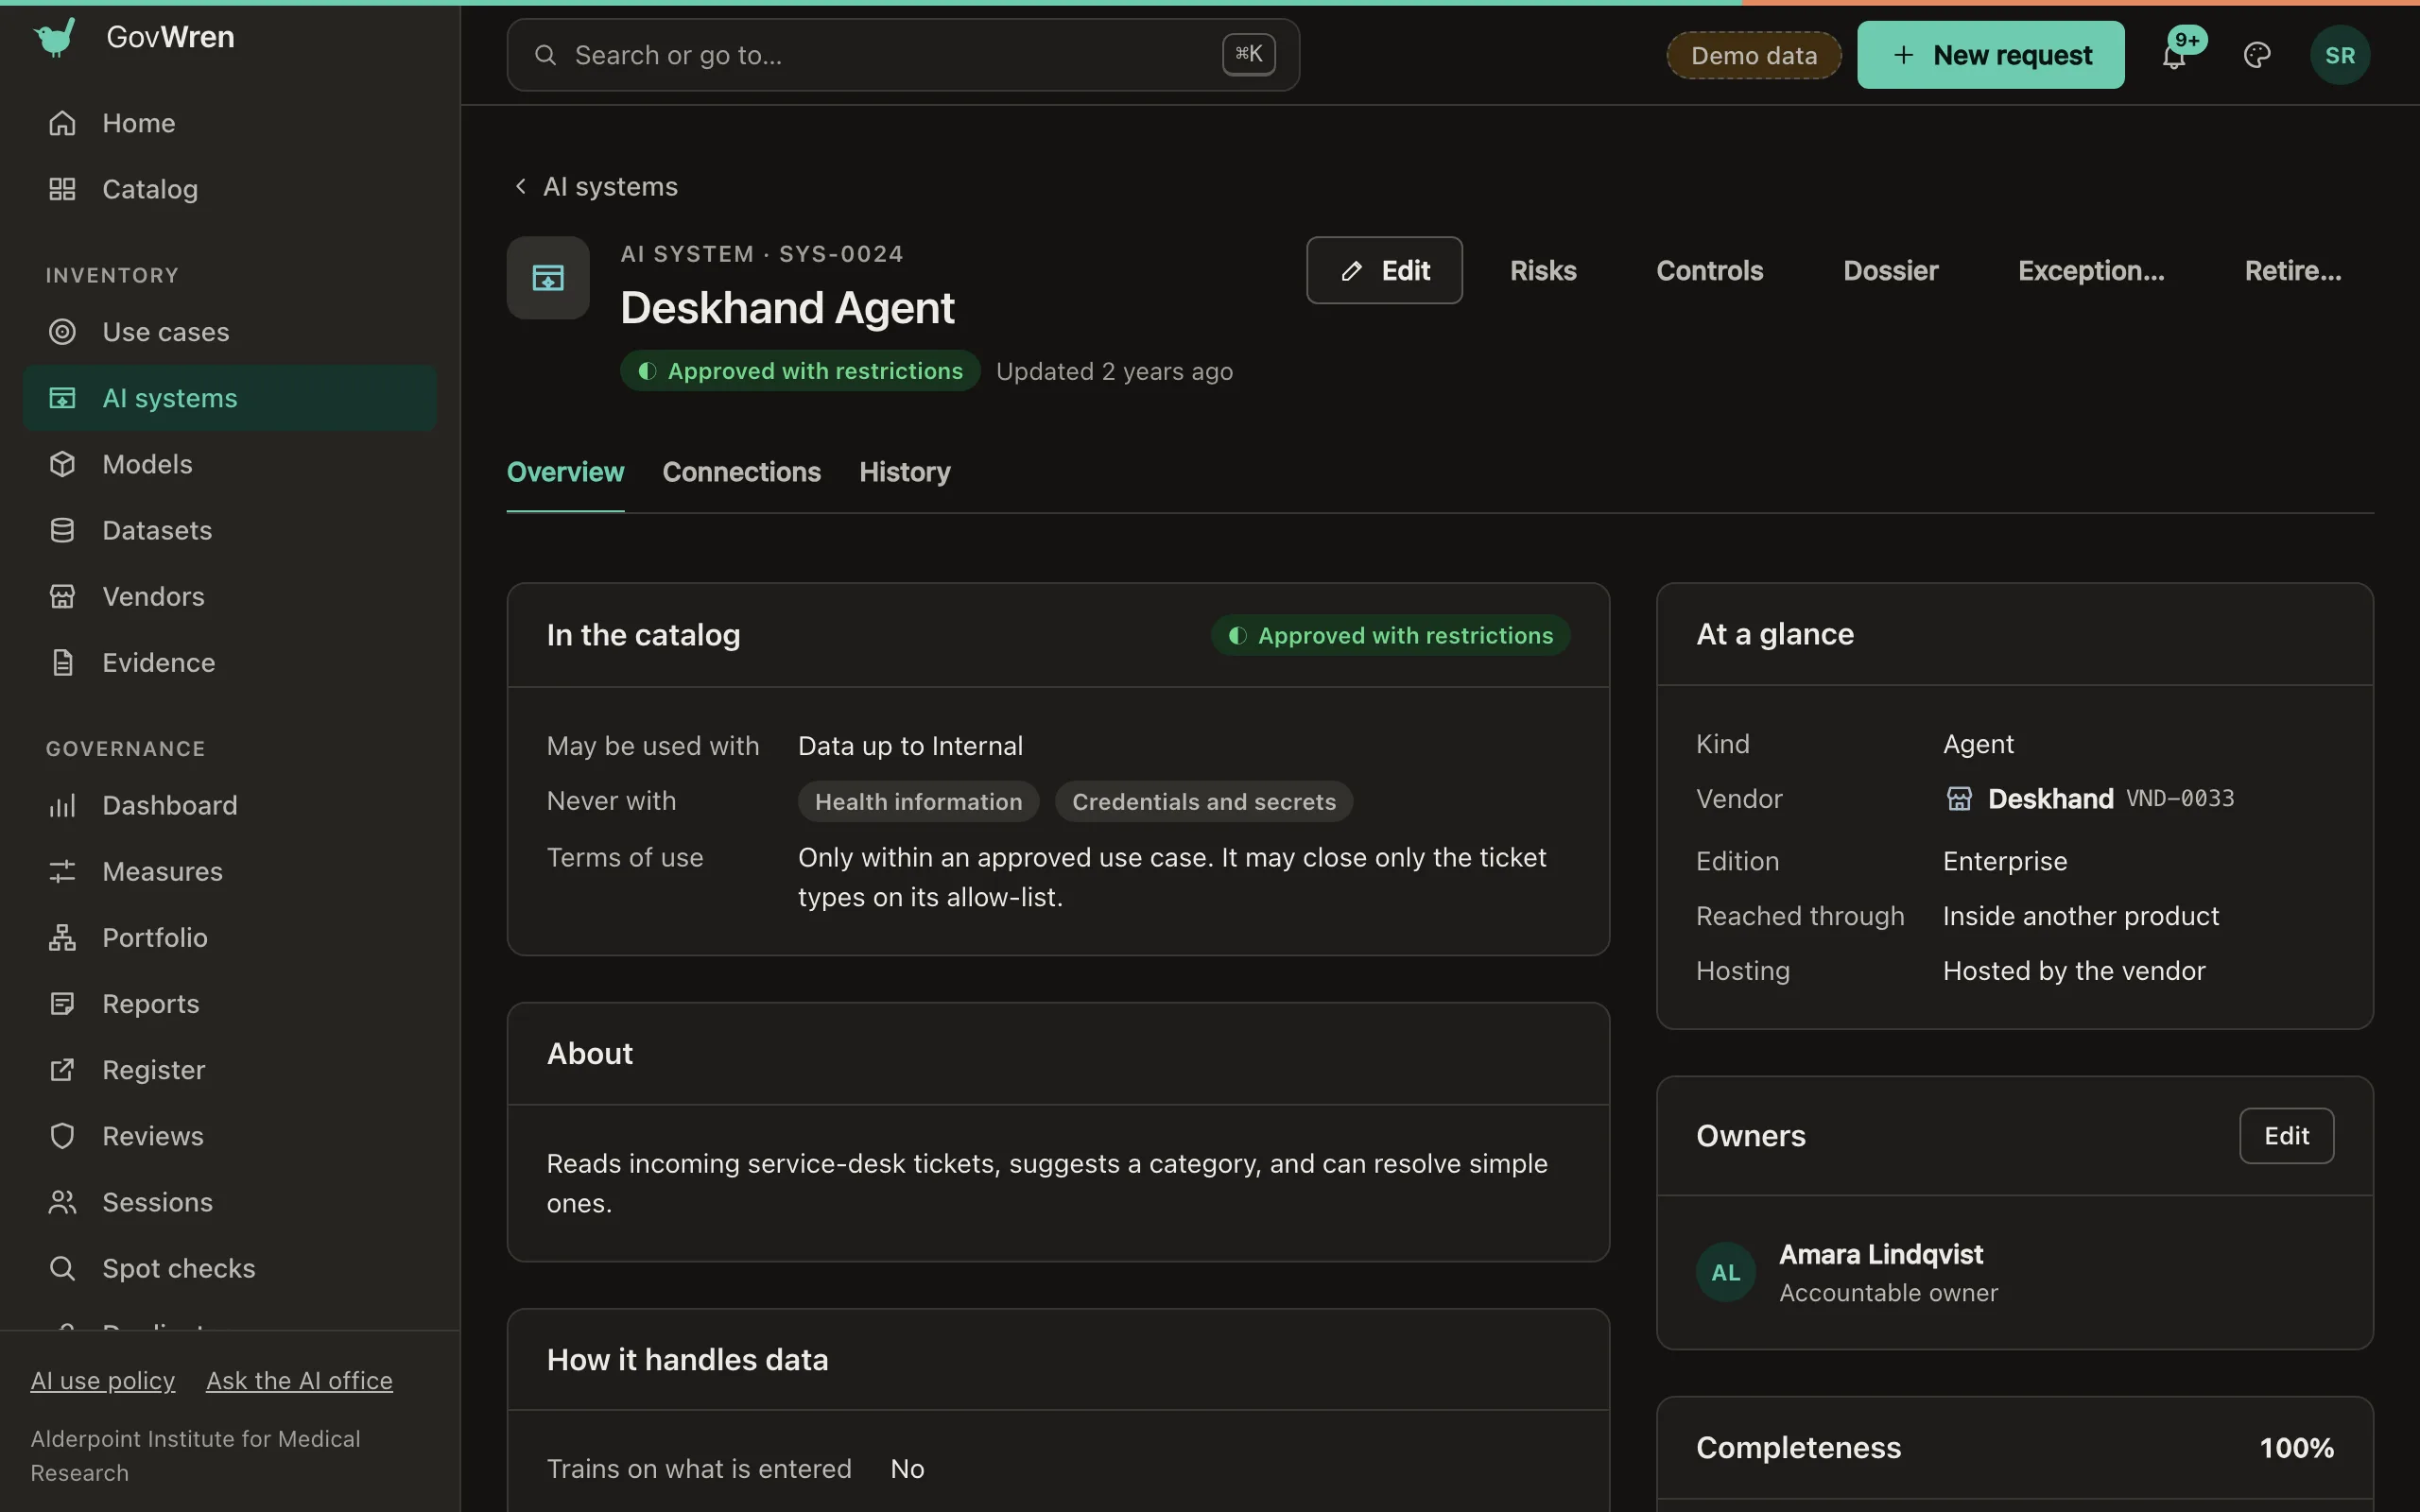 GovWren
Search or go to...
⌘K
Demo data
+ New request
9+
SR
Home
Catalog
INVENTORY
Use cases
AI systems
Models
Datasets
Vendors
Evidence
GOVERNANCE
Dashboard
Measures
Portfolio
Reports
Register
Reviews
Sessions
Spot checks
AI use policy
Ask the AI office
Alderpoint Institute for Medical
Research
AI systems
AI SYSTEM · SYS-0024
Deskhand Agent
Approved with restrictions
Updated 2 years ago
Edit
Risks
Controls
Dossier
Exception...
Retire...
Overview
Connections
History
In the catalog
Approved with restrictions
May be used with
Data up to Internal
Never with
Health information
Credentials and secrets
Terms of use
Only within an approved use case. It may close only the ticket
types on its allow-list.
About
Reads incoming service-desk tickets, suggests a category, and can resolve simple
ones.
How it handles data
Trains on what is entered
No
At a glance
Kind
Agent
Vendor
Deskhand VND-0033
Edition
Enterprise
Reached through
Inside another product
Hosting
Hosted by the vendor
Owners
Edit
AL
Amara Lindqvist
Accountable owner
Completeness
100%